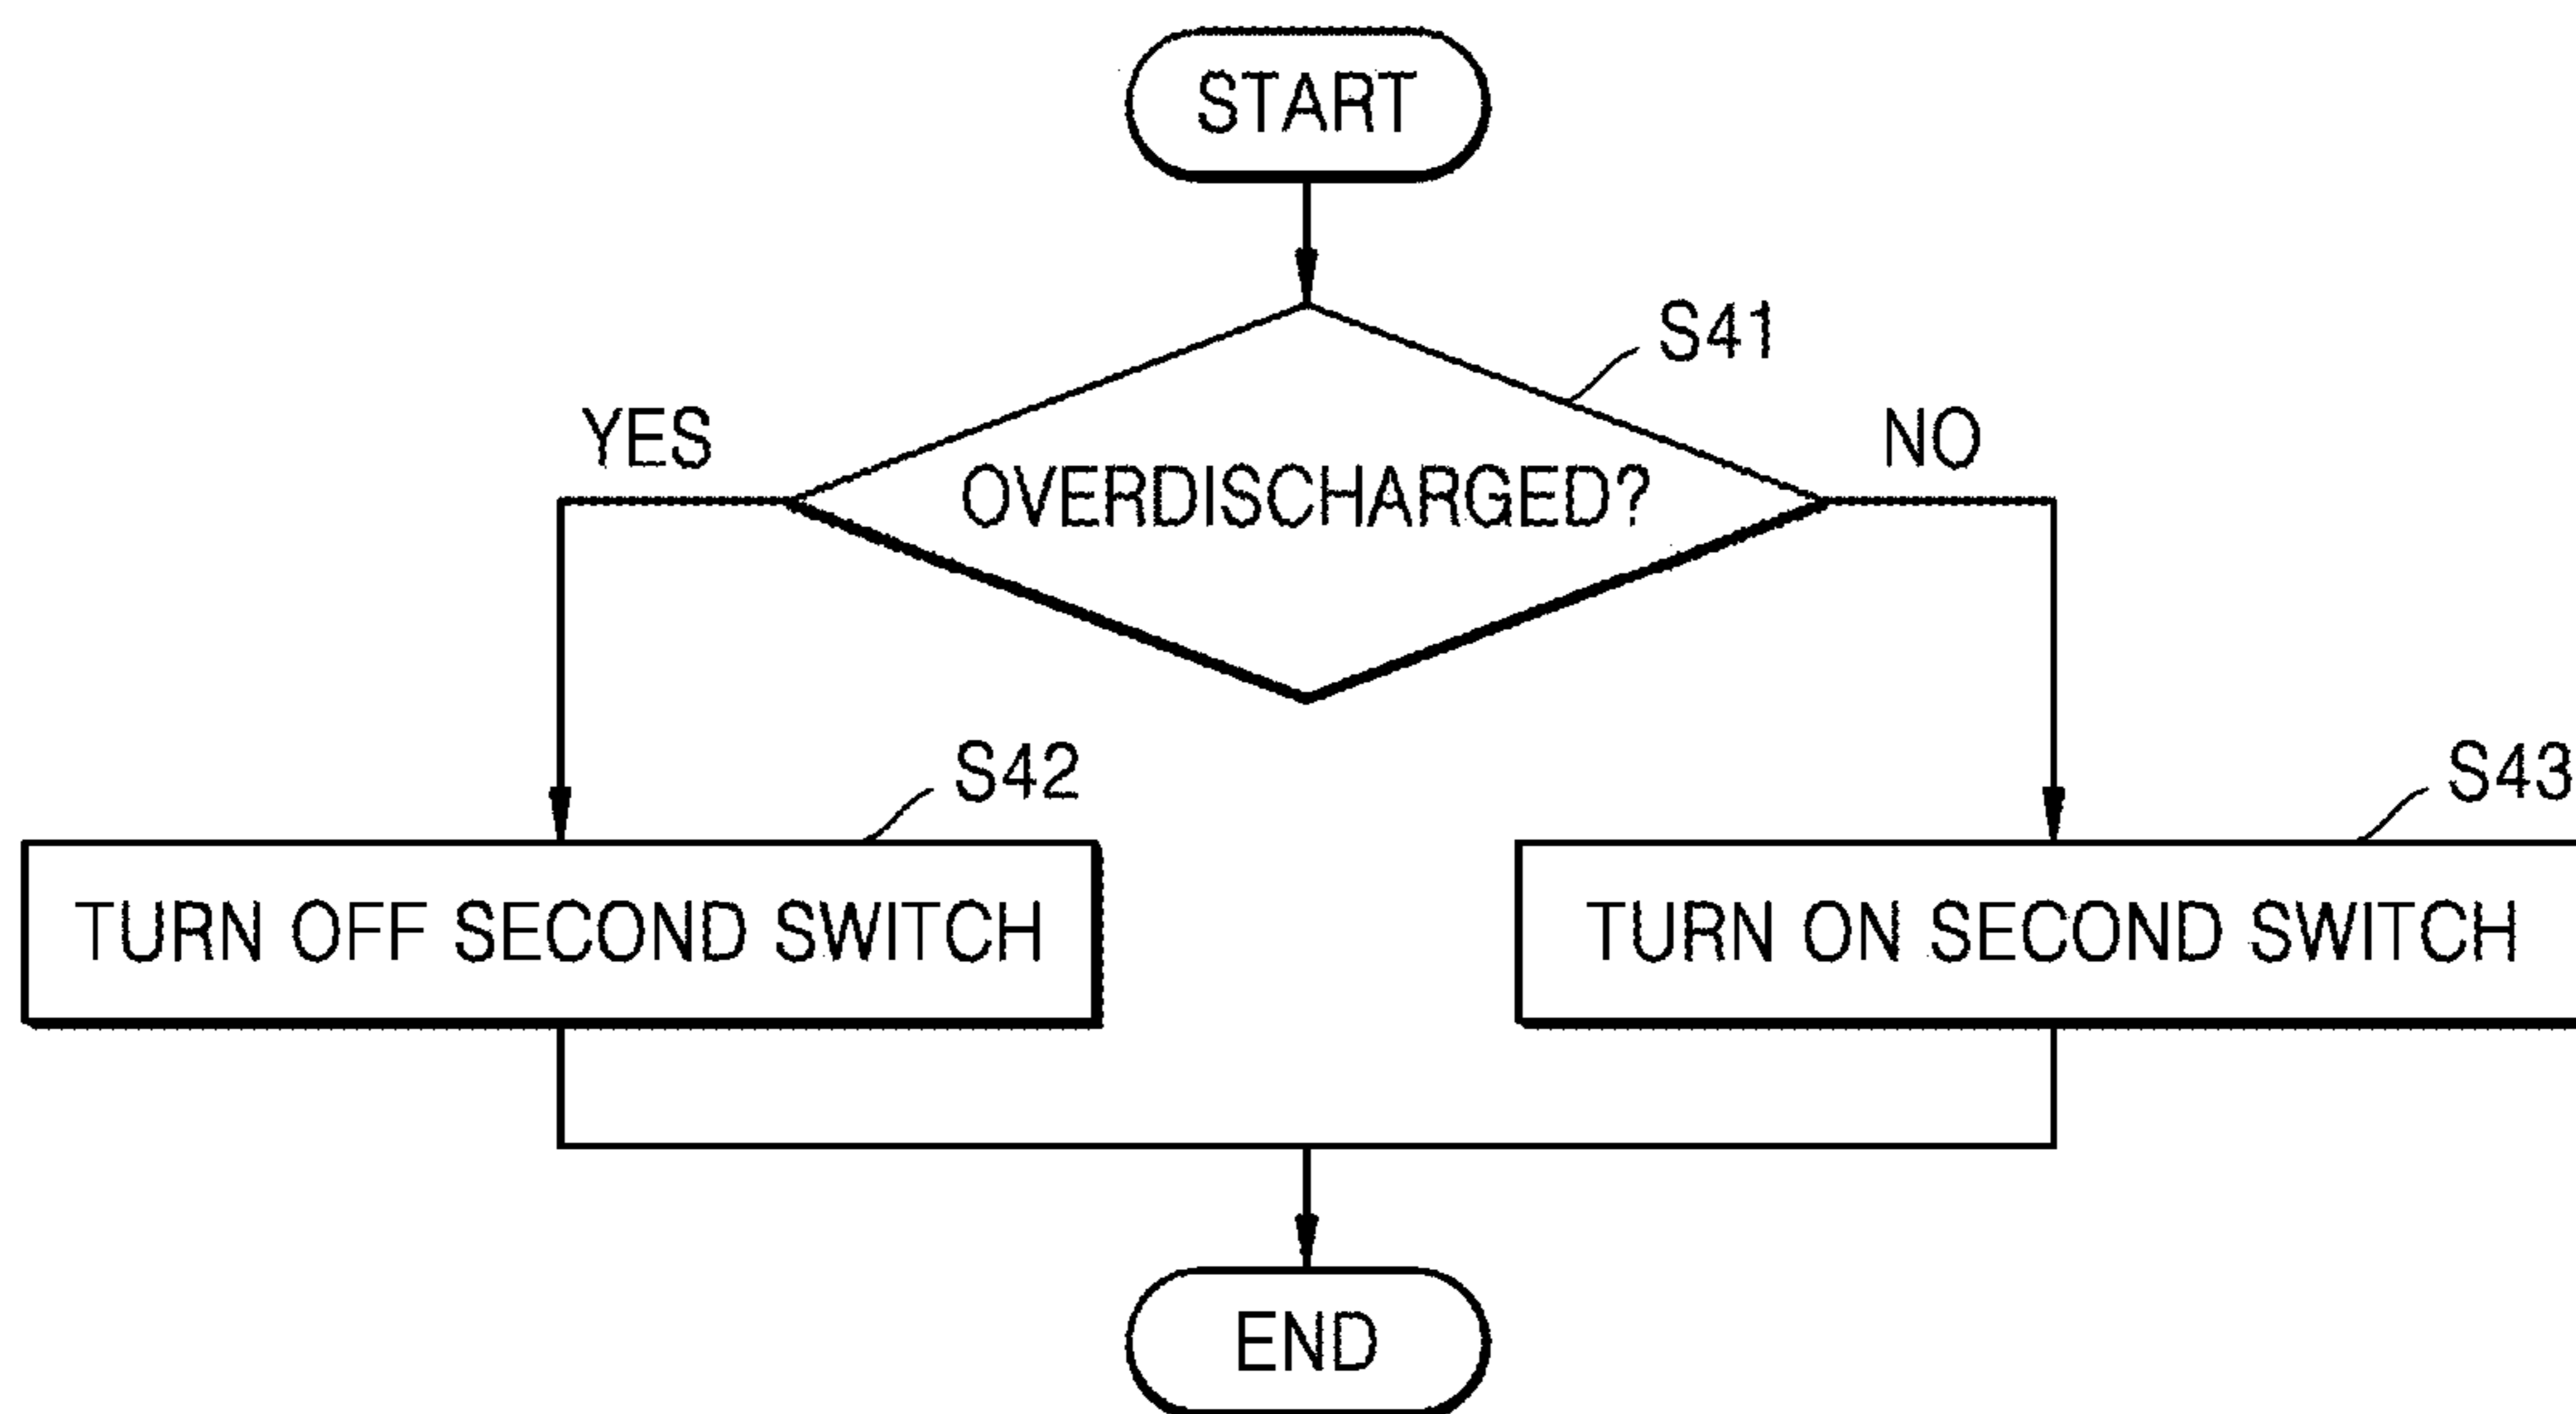 START
S41
YES
NO
OVERDISCHARGED?
S42
S43
TURN OFF SECOND SWITCH
TURN ON SECOND SWITCH
END